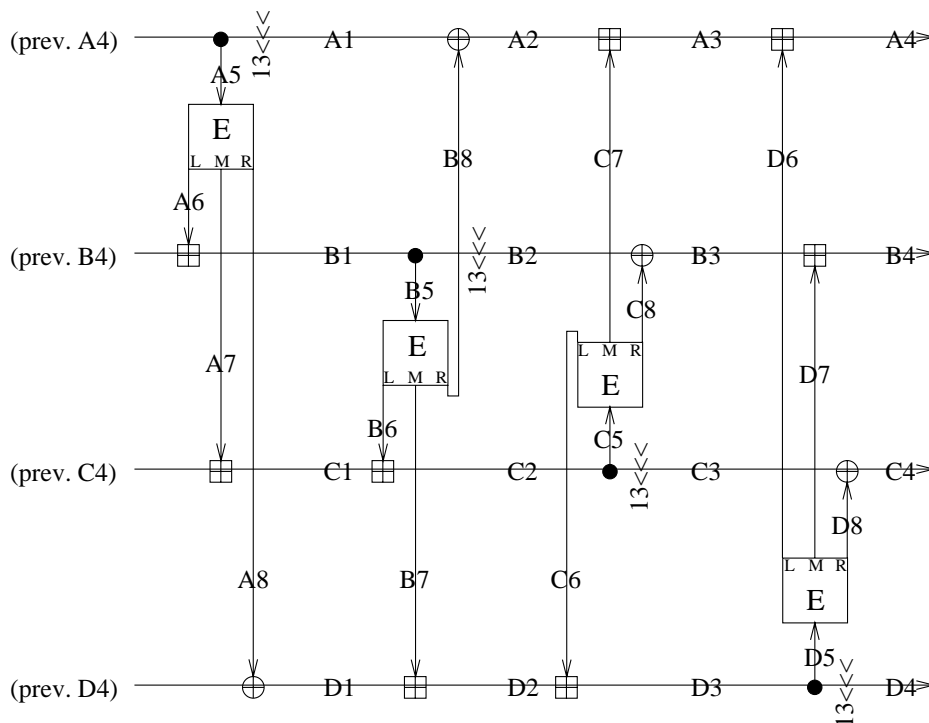 (prev. A4) 13<<< A1 A2 A3 A4
A5
E
L M R
A6 B8 C7 D6
(prev. B4) B1 13<<< B2 B3 B4
B5 C8
E L M R
L M R E
A7 D7
B6 C5
(prev. C4) C1 C2 13<<< C3 C4
D8
L M R
A8 B7 C6 E
D5
(prev. D4) D1 D2 D3 13<<< D4